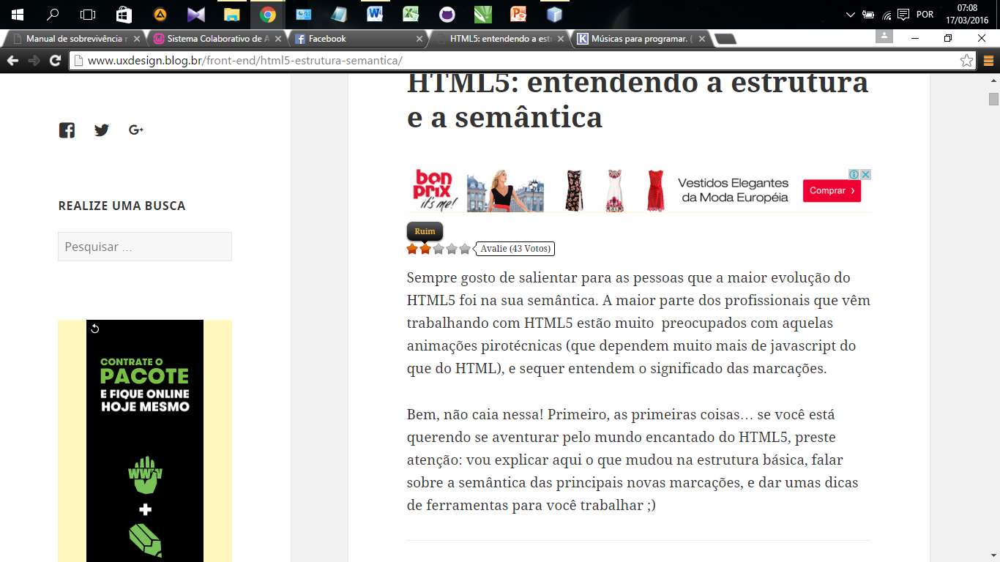 07:08
POR
17/03/2016
Manual de sobrevivência r
Sistema Colaborativo de A
Facebook
HTML5: entendendo a est
Músicas para programar. (
www.uxdesign.blog.br/front-end/html5-estrutura-semantica/
HTML5: entendendo a estrutura
e a semântica
REALIZE UMA BUSCA
Pesquisar …
bon
prix
it's me!
Vestidos Elegantes
da Moda Européia
Comprar
Ruim
Avalie (43 Votos)
Sempre gosto de salientar para as pessoas que a maior evolução do
HTML5 foi na sua semântica. A maior parte dos profissionais que vêm
trabalhando com HTML5 estão muito  preocupados com aquelas
animações pirotécnicas (que dependem muito mais de javascript do
que do HTML), e sequer entendem o significado das marcações.
Bem, não caia nessa! Primeiro, as primeiras coisas… se você está
querendo se aventurar pelo mundo encantado do HTML5, preste
atenção: vou explicar aqui o que mudou na estrutura básica, falar
sobre a semântica das principais novas marcações, e dar umas dicas
de ferramentas para você trabalhar ;)
CONTRATE O
PACOTE
E FIQUE ONLINE
HOJE MESMO
WWW
+